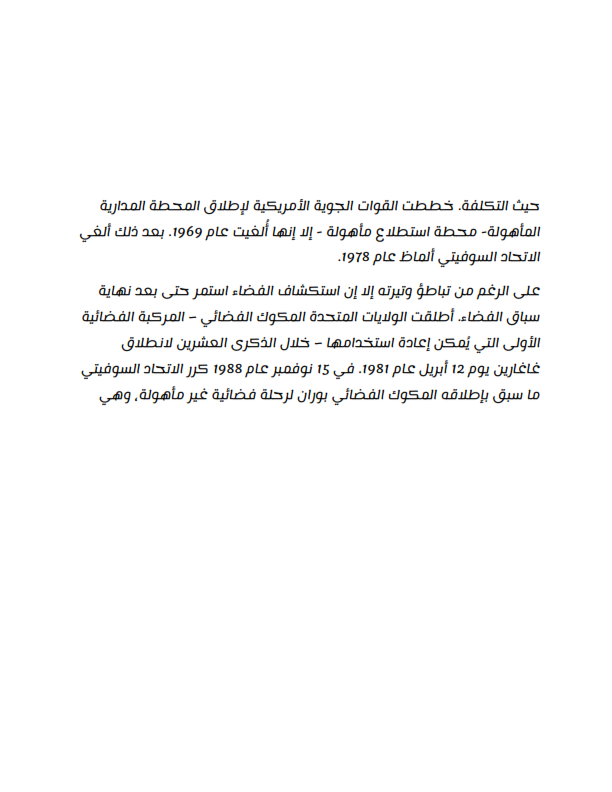 حيث التكلفة. خططت القوات الجوية الأمريكية لإطلاق المحطة المدارية
المأهولة- محطة استطلاع مأهولة - إلا إنها أُلغيت عام 1969. بعد ذلك ألغي
الاتحاد السوفيتي ألماظ عام 1978.
على الرغم من تباطؤ وتيرته إلا إن استكشاف الفضاء استمر حتى بعد نهاية
سباق الفضاء. أطلقت الولايات المتحدة المكوك الفضائي – المركبة الفضائية
الأولى التي يُمكن إعادة استخدامها – خلال الذكرى العشرين لانطلاق
غاغارين يوم 12 أبريل عام 1981. في 15 نوفمبر عام 1988 كرر الاتحاد السوفيتي
ما سبق بإطلاقه المكوك الفضائي بوران لرحلة فضائية غير مأهولة، وهي